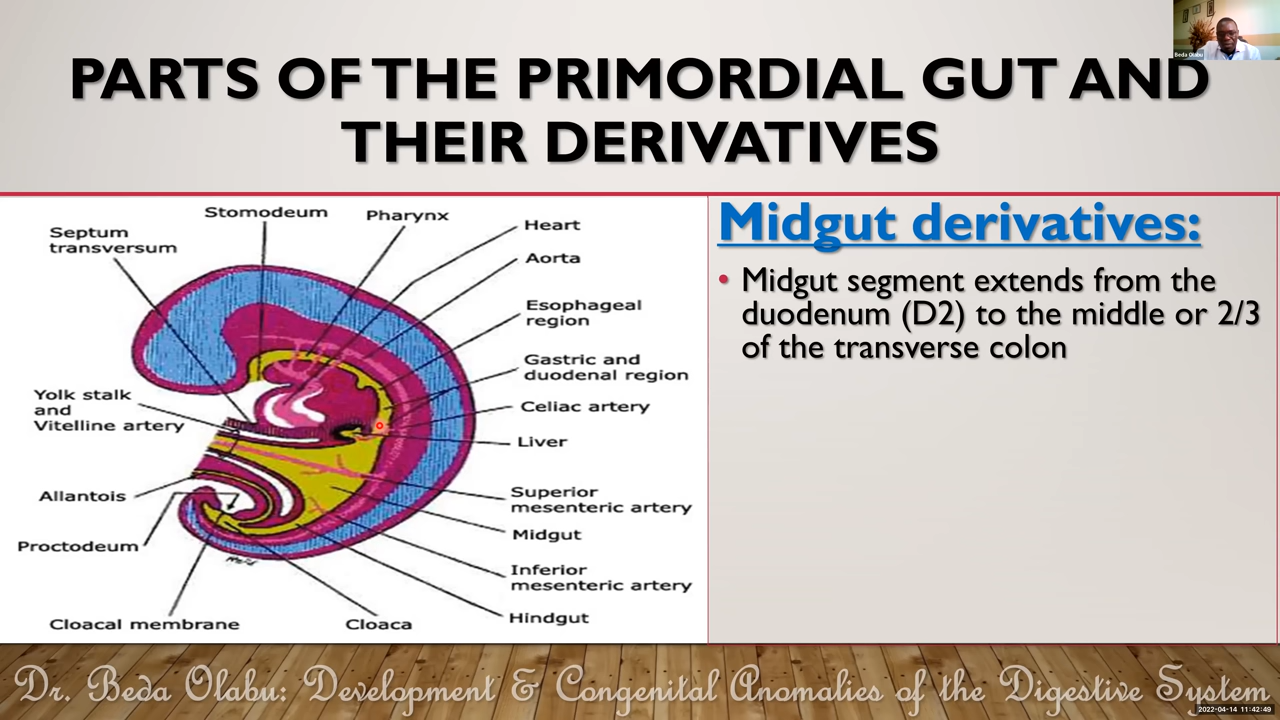 Beda Olabu
PARTS OF THE PRIMORDIAL GUT AND
THEIR DERIVATIVES
Stomodeum
Pharynx
Septum
transversum
Heart
Aorta
Esophageal
region
Gastric and
duodenal region
Yolk stalk
and
Vitelline artery
Celiac artery
Liver
Allantois
Superior
mesenteric artery
Proctodeum
Midgut
Inferior
mesenteric artery
Cloacal membrane
Cloaca
Hindgut
Midgut derivatives:
• Midgut segment extends from the
duodenum (D2) to the middle or 2/3
of the transverse colon
Dr. Beda Olabu: Development & Congenital Anomalies of the Digestive System
2022-04-14 11:42:49